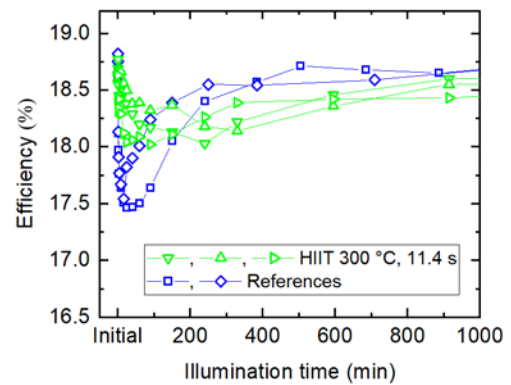 19.0
18.5
18.0
17.5
17.0
16.5
Efficiency (%)
, , HIIT 300 °C, 11.4 s
, References
Initial 200 400 600 800 1000
Illumination time (min)